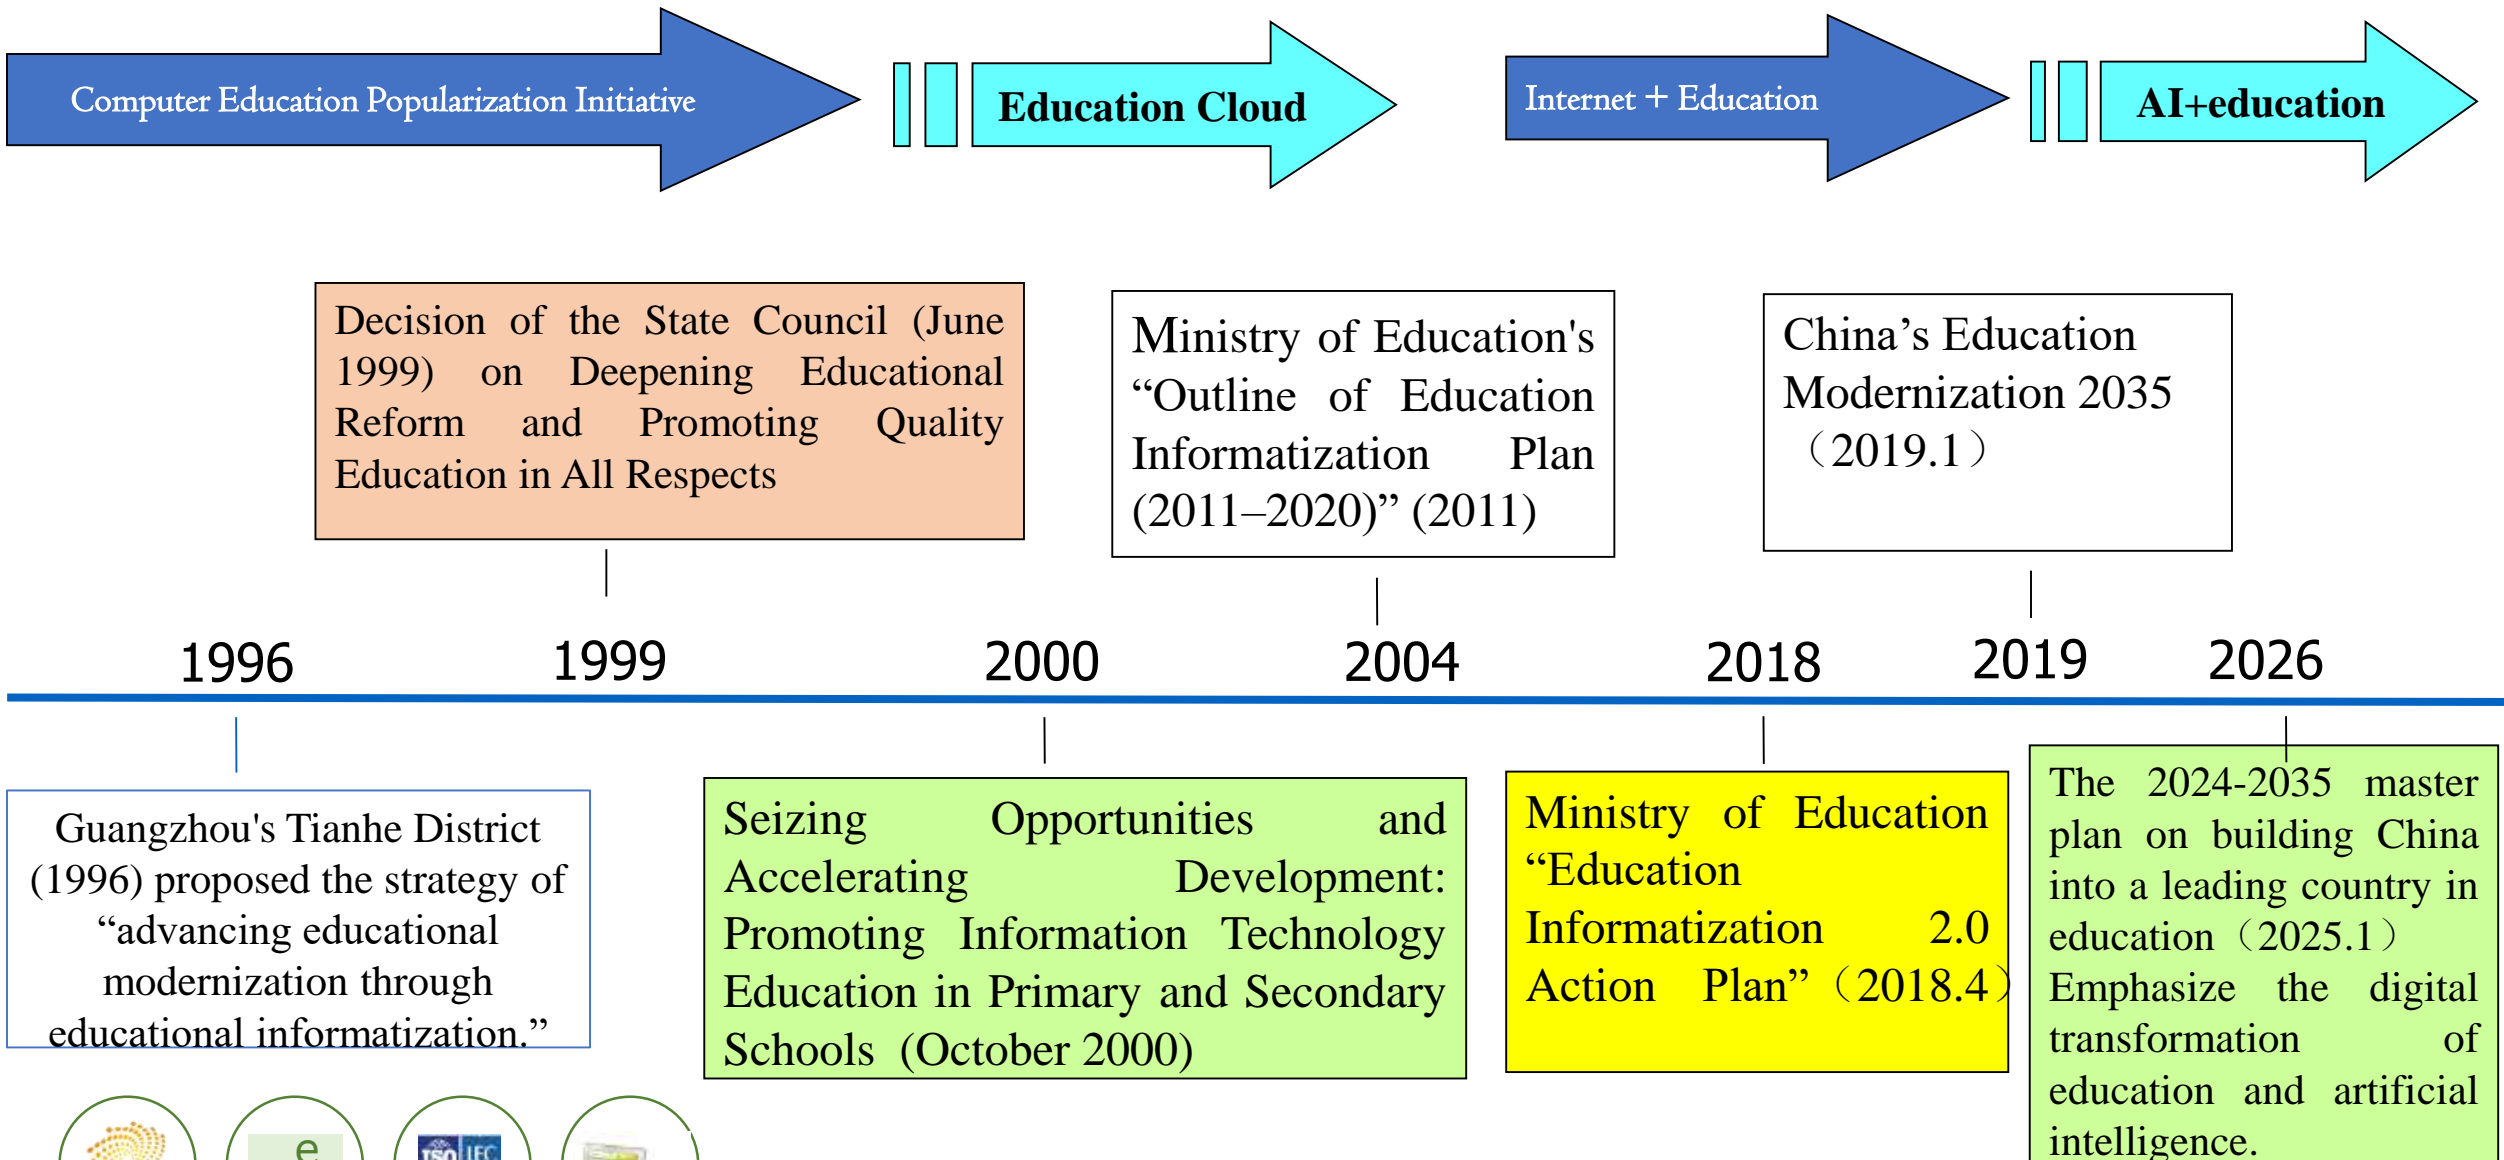 Computer Education Popularization Initiative
Education Cloud
Internet + Education
AI+education
Decision of the State Council (June
1999) on Deepening Educational
Reform and Promoting Quality
Education in All Respects
Ministry of Education's
“Outline of Education
Informatization Plan
(2011–2020)” (2011)
China’s Education
Modernization 2035
（2019.1）
1996
1999
2000
2004
2018
2019
2026
Guangzhou's Tianhe District
(1996) proposed the strategy of
“advancing educational
modernization through
educational informatization.”
Seizing Opportunities and
Accelerating Development:
Promoting Information Technology
Education in Primary and Secondary
Schools (October 2000)
Ministry of Education
“Education
Informatization 2.0
Action Plan”（2018.4）
The 2024-2035 master
plan on building China
into a leading country in
education（2025.1）
Emphasize the digital
transformation of
education and artificial
intelligence.
e
ISO IEC